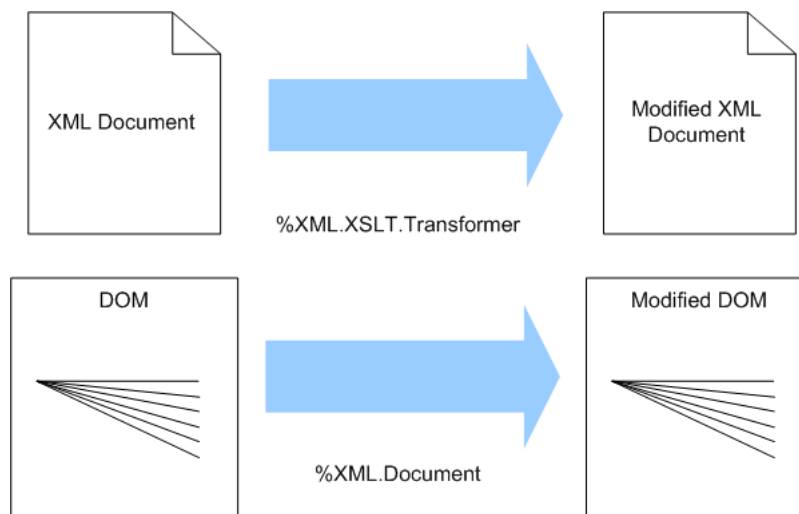 XML Document
Modified XML
Document
%XML.XSLT.Transformer
DOM
Modified DOM
%XML.Document